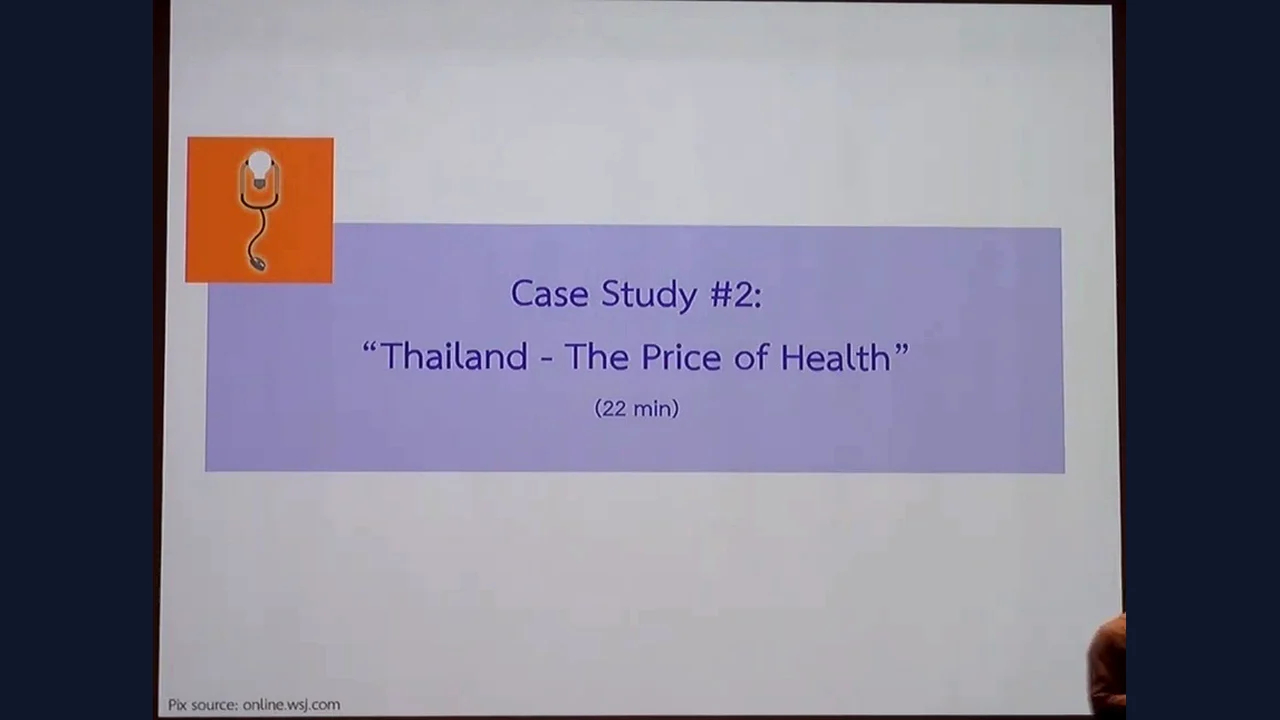 Case Study #2:
“Thailand - The Price of Health”
(22 min)
Pix source: online.wsj.com